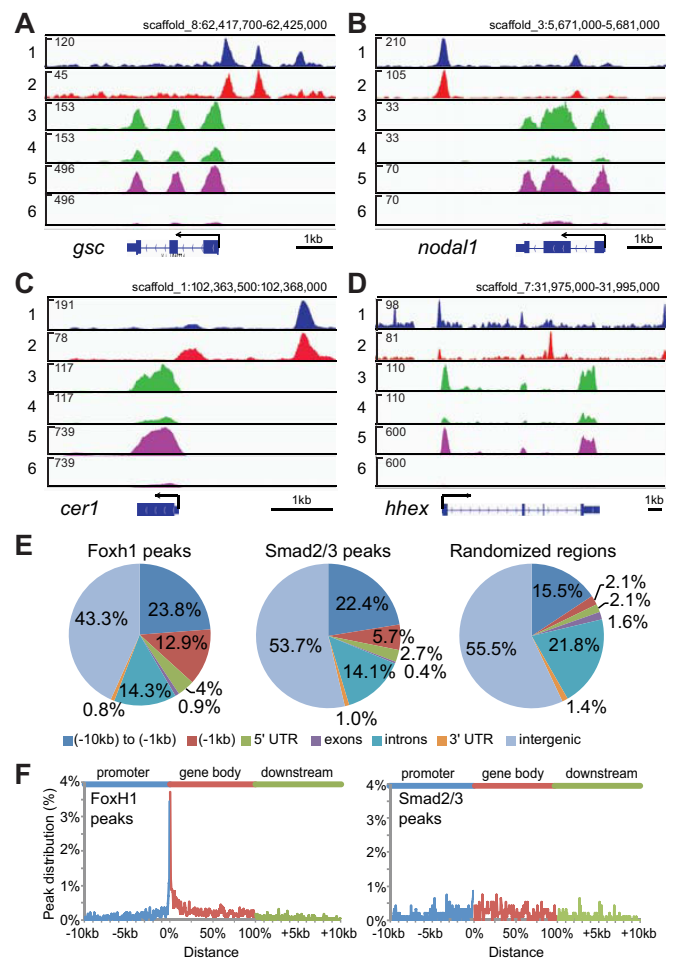 A
scaffold_8:62,417,700-62,425,000
1
120
2
45
3
153
4
153
5
496
6
496
gsc
1kb
B
scaffold_3:5,671,000-5,681,000
1
210
2
105
3
33
4
33
5
70
6
70
nodal1
1kb
C
scaffold_1:102,363,500:102,368,000
1
191
2
78
3
117
4
117
5
739
6
739
cer1
1kb
D
scaffold_7:31,975,000-31,995,000
1
98
2
81
3
110
4
110
5
600
6
600
hhex
1kb
E
Foxh1 peaks
43.3%
23.8%
12.9%
4%
0.9%
14.3%
0.8%
Smad2/3 peaks
53.7%
22.4%
5.7%
2.7%
0.4%
14.1%
1.0%
Randomized regions
55.5%
15.5%
2.1%
2.1%
1.6%
21.8%
1.4%
(-10kb) to (-1kb) (-1kb) 5' UTR exons introns 3' UTR intergenic
F
promoter gene body downstream
FoxH1
peaks
Peak distribution (%)
4%
3%
2%
1%
0%
-10kb -5kb 0% 50% 100% +5kb +10kb
Distance
promoter gene body downstream
Smad2/3
peaks
4%
3%
2%
1%
0%
-10kb -5kb 0% 50% 100% +5kb +10kb
Distance